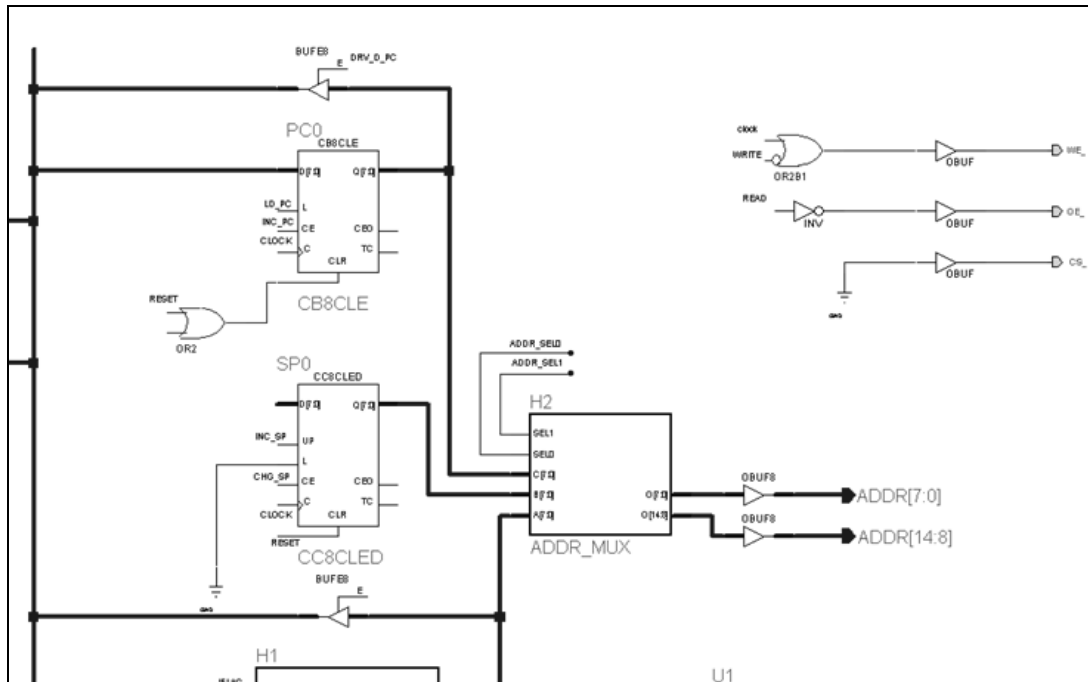 BUFE8
E
DRV_D_PC
PC0
CB8CLE
D[7:0]
Q[7:0]
LD_PC
L
INC_PC
CE
CEO
CLOCK
C
TC
CLR
CB8CLE
RESET
OR2
clock
WRITE
OR2B1
OBUF
WE_
READ
INV
OBUF
OE_
OBUF
CS_
GND
SP0
CC8CLED
D[7:0]
Q[7:0]
INC_SP
UP
L
CHG_SP
CE
CEO
CLOCK
C
TC
CLR
RESET
CC8CLED
GND
ADDR_SEL0
ADDR_SEL1
H2
SEL1
SEL0
C[7:0]
B[7:0]
A[7:0]
O[7:0]
O[14:8]
ADDR_MUX
OBUF8
ADDR[7:0]
OBUF8
ADDR[14:8]
BUFE8
E
H1
U1